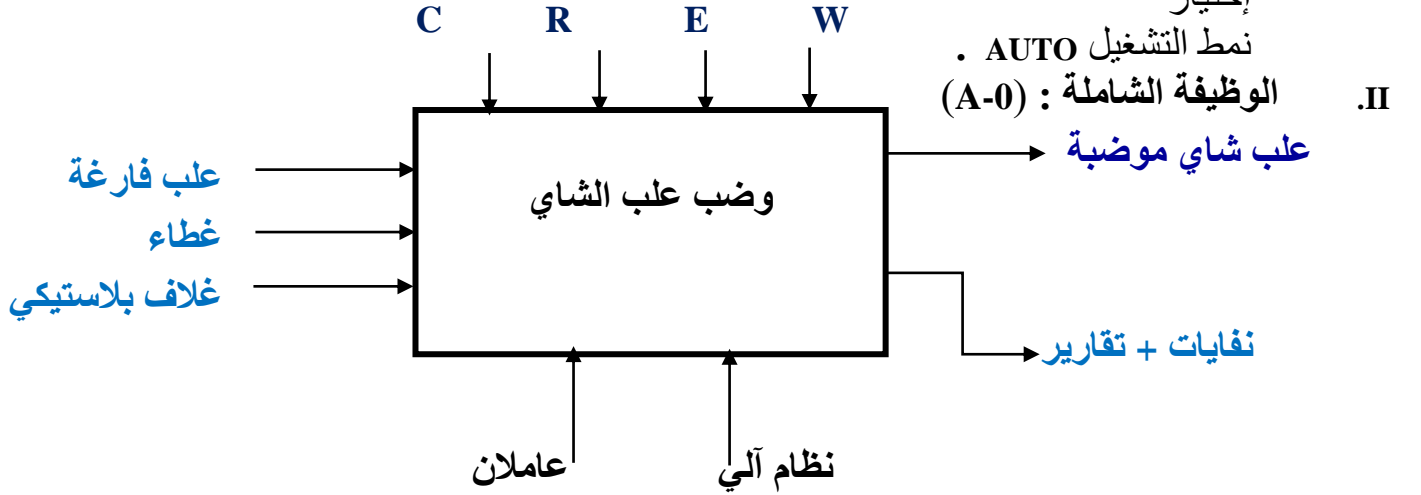 إختيار
نمط التشغيل AUTO .
II. الوظيفة الشاملة : (A-0)
C R E W
علب شاي موضبة
علب فارغة
وضب علب الشاي
غطاء
غلاف بلاستيكي
نفايات + تقارير
عاملان
نظام آلي